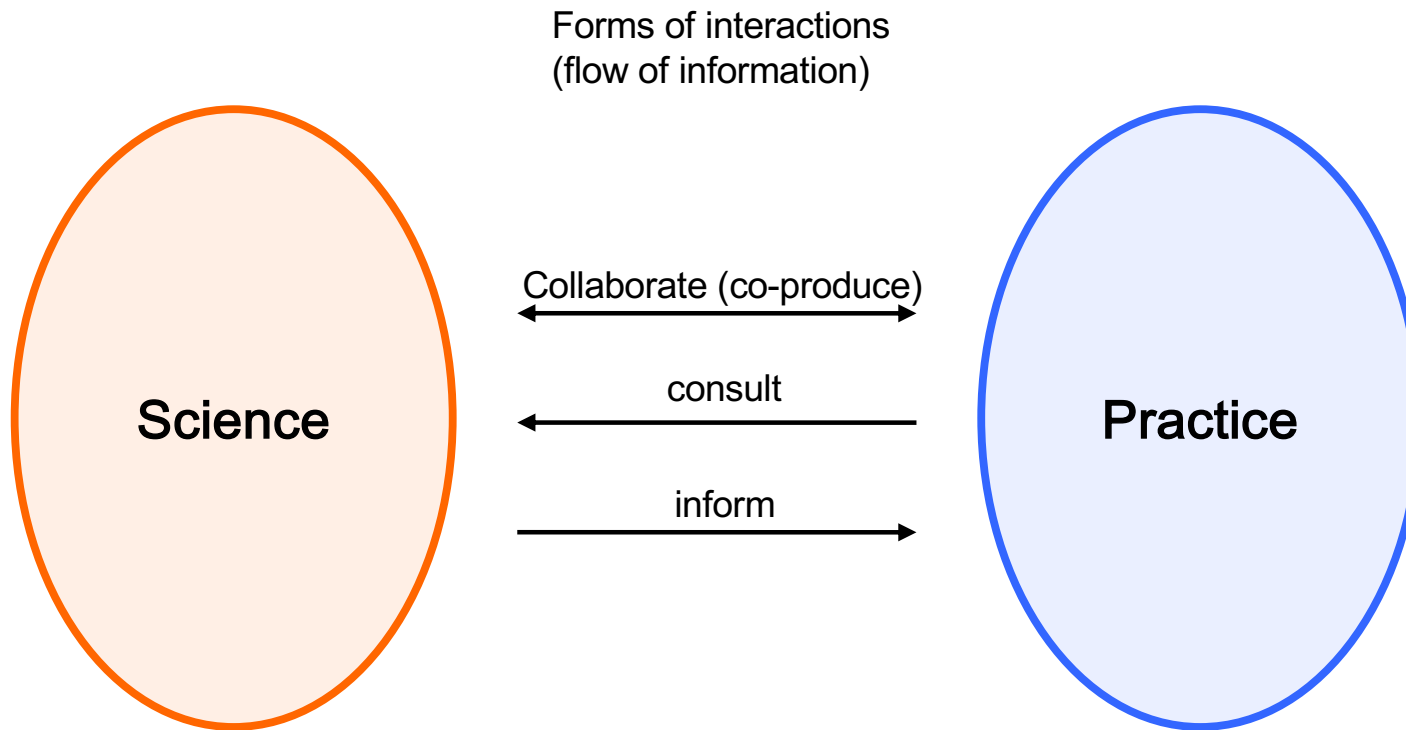 Forms of interactions
(flow of information)
Collaborate (co-produce)
consult
Science
Practice
inform